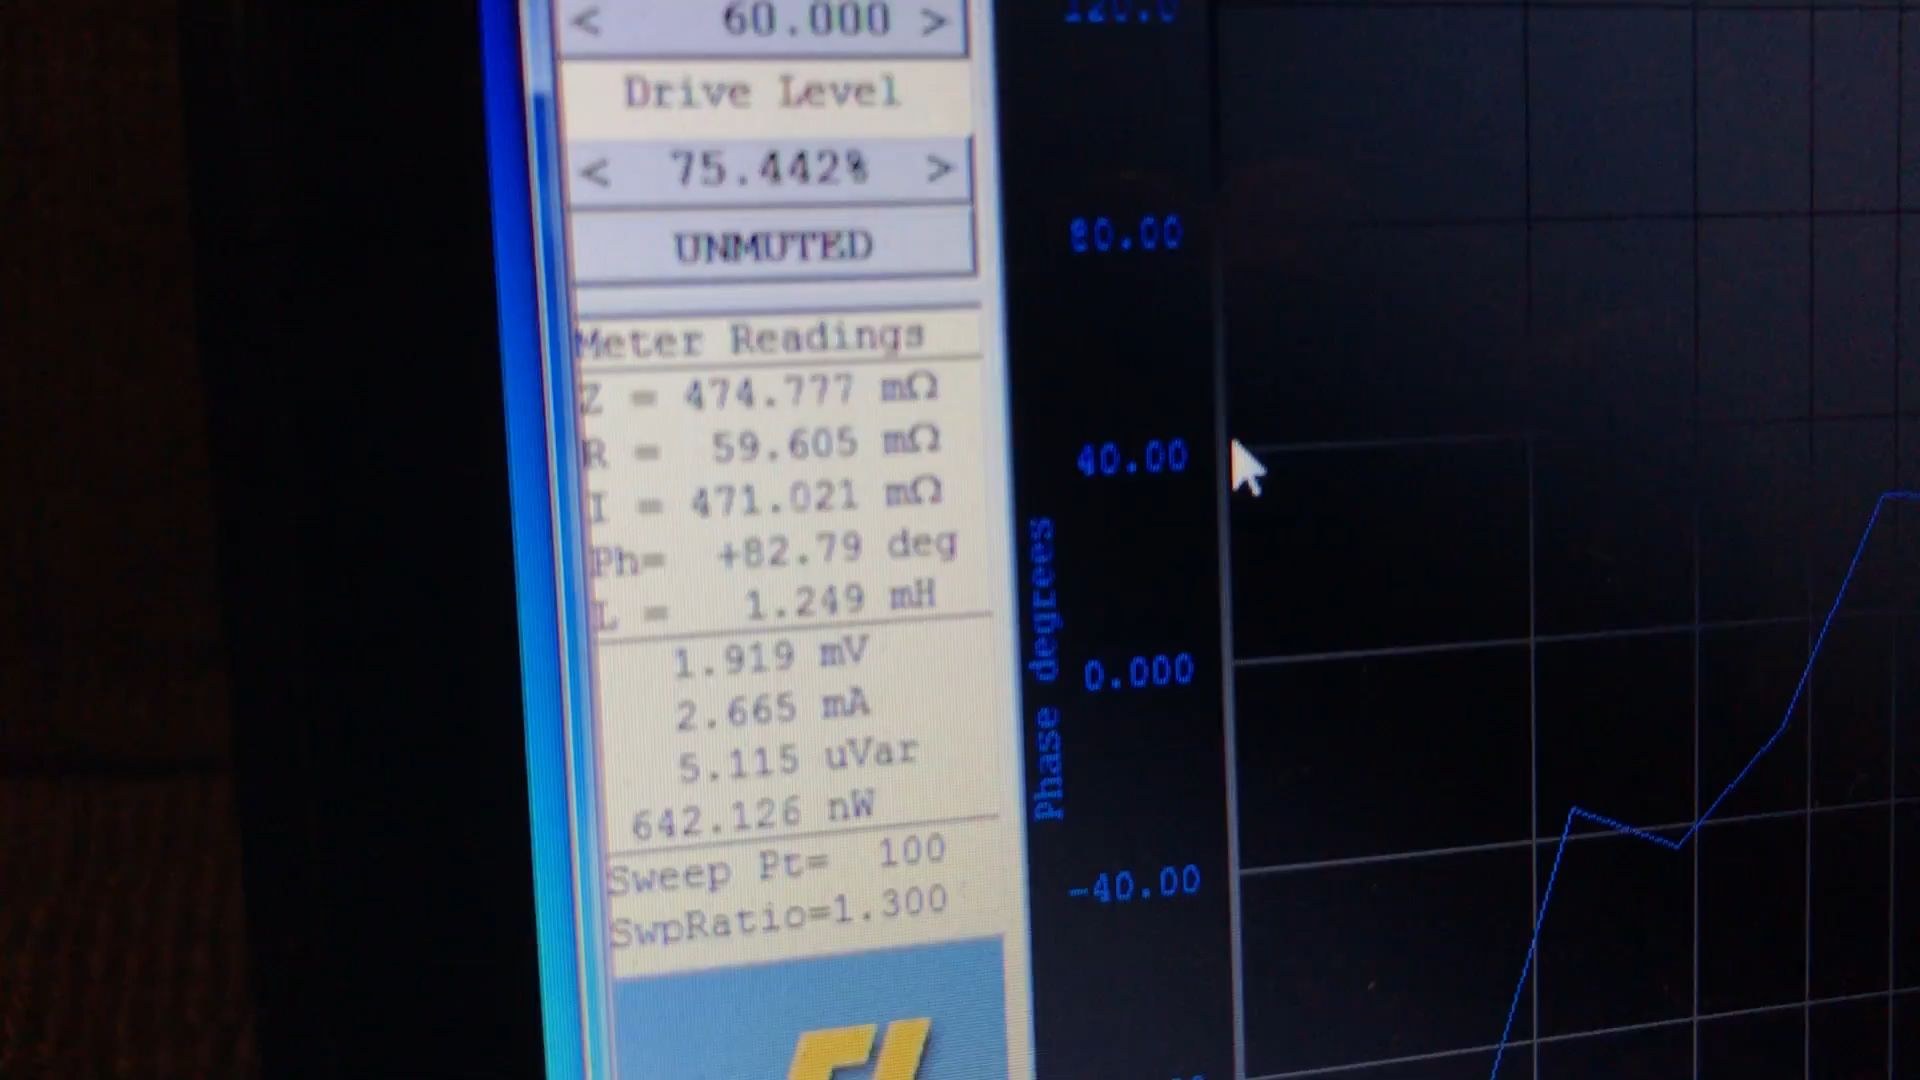 < 60.000 >
Drive Level
< 75.442% >
UNMUTED
Meter Readings
Z = 474.777 mΩ
R = 59.605 mΩ
I = 471.021 mΩ
Ph= +82.79 deg
L = 1.249 mH
1.919 mV
2.665 mA
5.115 uVar
642.126 nW
Sweep Pt= 100
SwpRatio=1.300
120.0
80.00
40.00
0.000
-40.00
Phase degrees